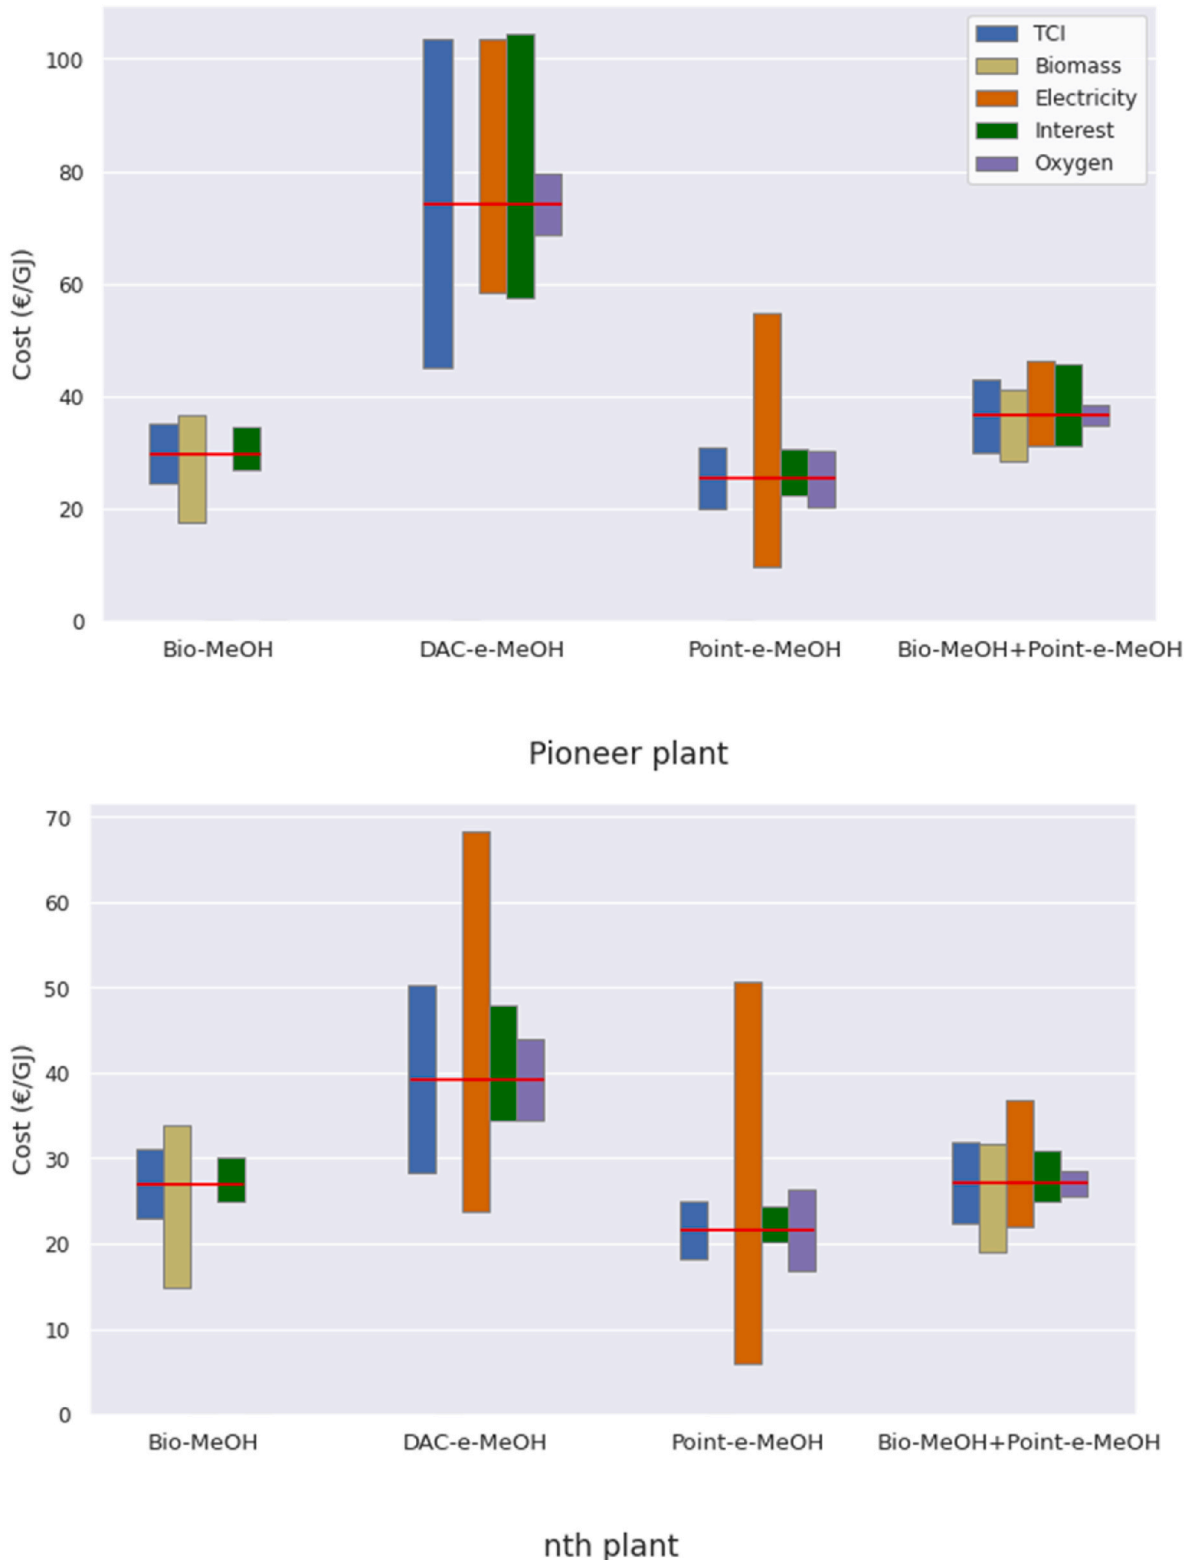 TCI
Biomass
Electricity
Interest
Oxygen
Cost (€/GJ)
100
80
60
40
20
0
Bio-MeOH DAC-e-MeOH Point-e-MeOH Bio-MeOH+Point-e-MeOH
Pioneer plant
Cost (€/GJ)
70
60
50
40
30
20
10
0
Bio-MeOH DAC-e-MeOH Point-e-MeOH Bio-MeOH+Point-e-MeOH
nth plant